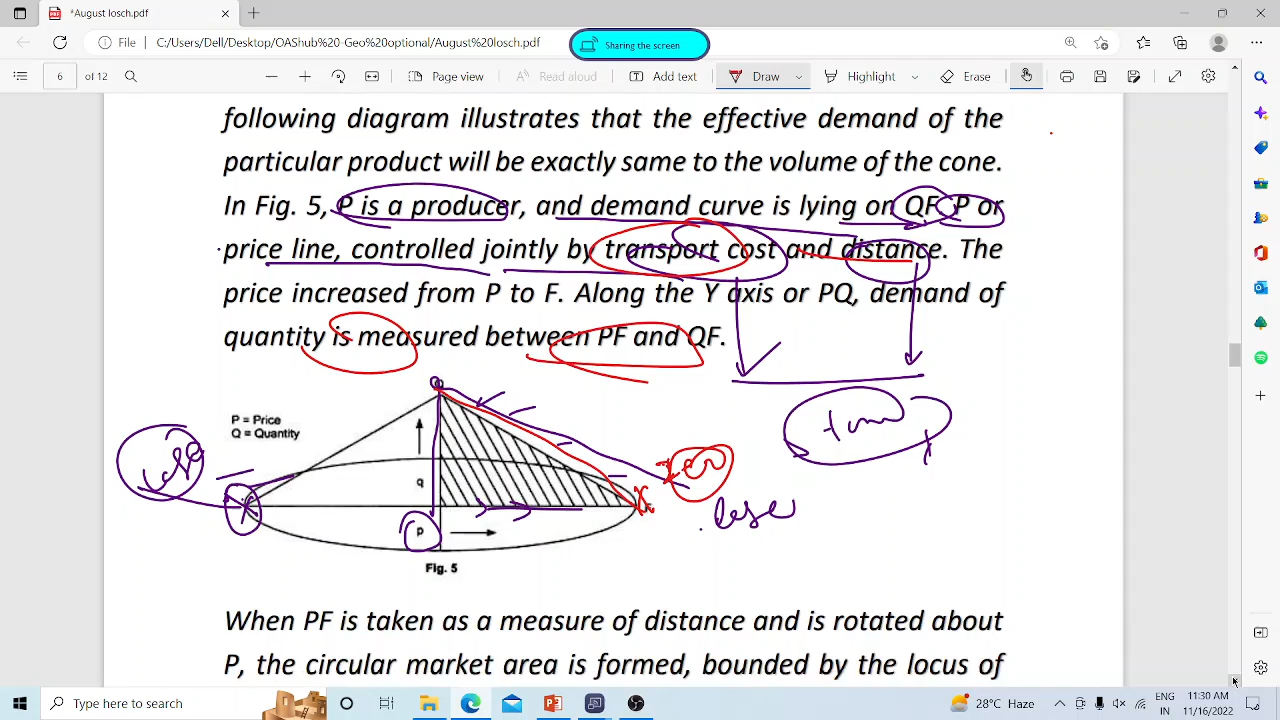 *August losch.pdf
File C:/Users/Dell/Desktop/OAShub_Geo%20optional/August%20losch.pdf
Sharing the screen
6 of 12
Page view
Read aloud
Add text
Draw
Highlight
Erase
following diagram illustrates that the effective demand of the
particular product will be exactly same to the volume of the cone.
In Fig. 5, P is a producer, and demand curve is lying on QF. P or
price line, controlled jointly by transport cost and distance. The
price increased from P to F. Along the Y axis or PQ, demand of
quantity is measured between PF and QF.
P = Price
Q = Quantity
q
p
lose
Fig. 5
When PF is taken as a measure of distance and is rotated about
P, the circular market area is formed, bounded by the locus of
Type here to search
28°C Haze
ENG
IN
11:30 AM
11/16/2022